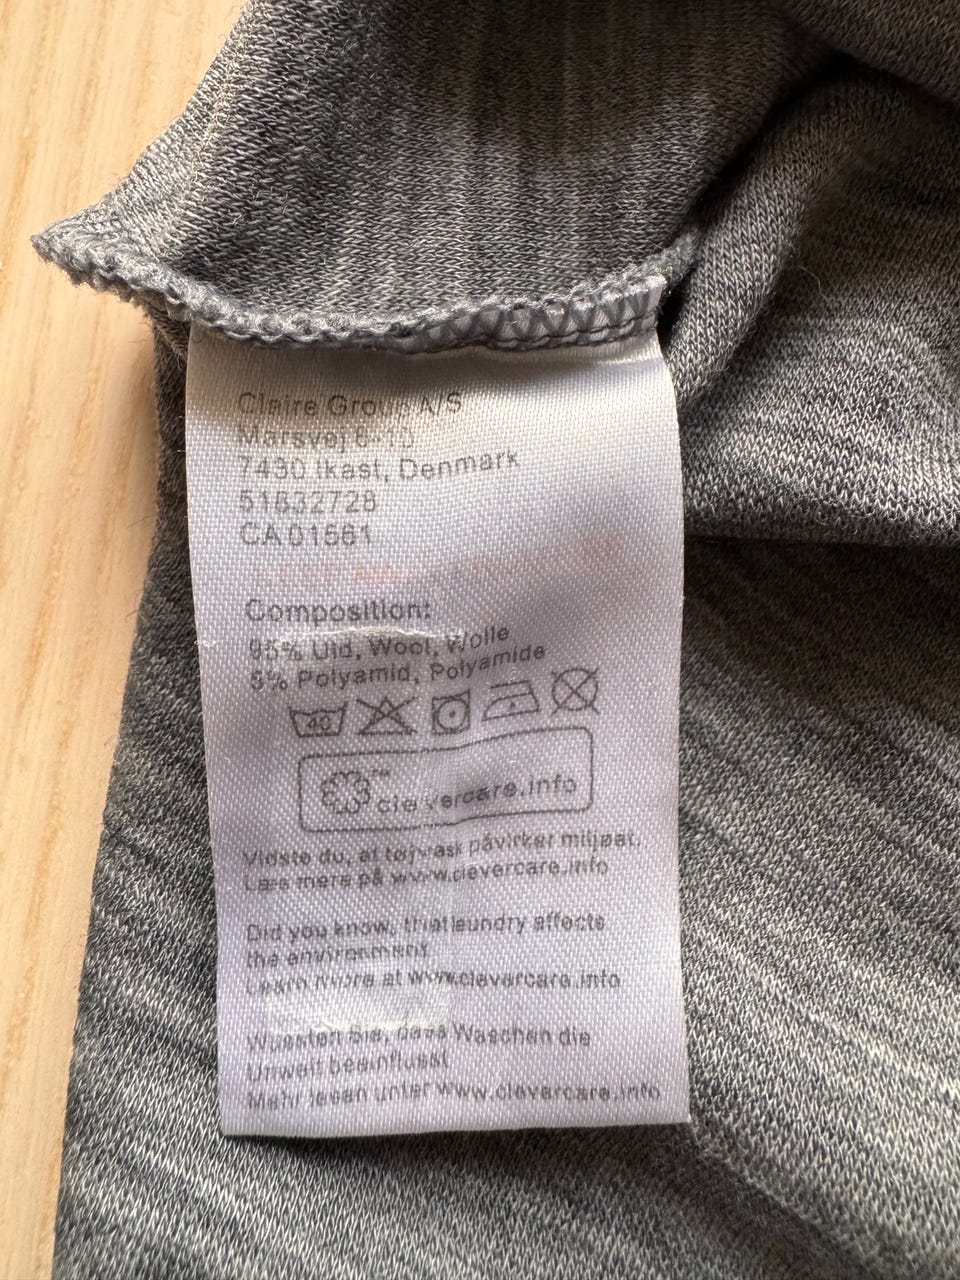 Claire Group A/S
Marsvej 6-13
7430 Ikast, Denmark
51632728
CA 01561
Composition:
95% Uld, Wool, Wolle
5% Polyamid, Polyamide
40
™ clevercare.info
Vidste du, at tøjvask påvirker miljøet.
Læs mere på www.clevercare.info
Did you know, that laundry affects
the environment
Learn more at www.clevercare.info
Wussten Sie, dass Waschen die
Umwelt beeinflusst
Mehr lesen unter www.clevercare.info